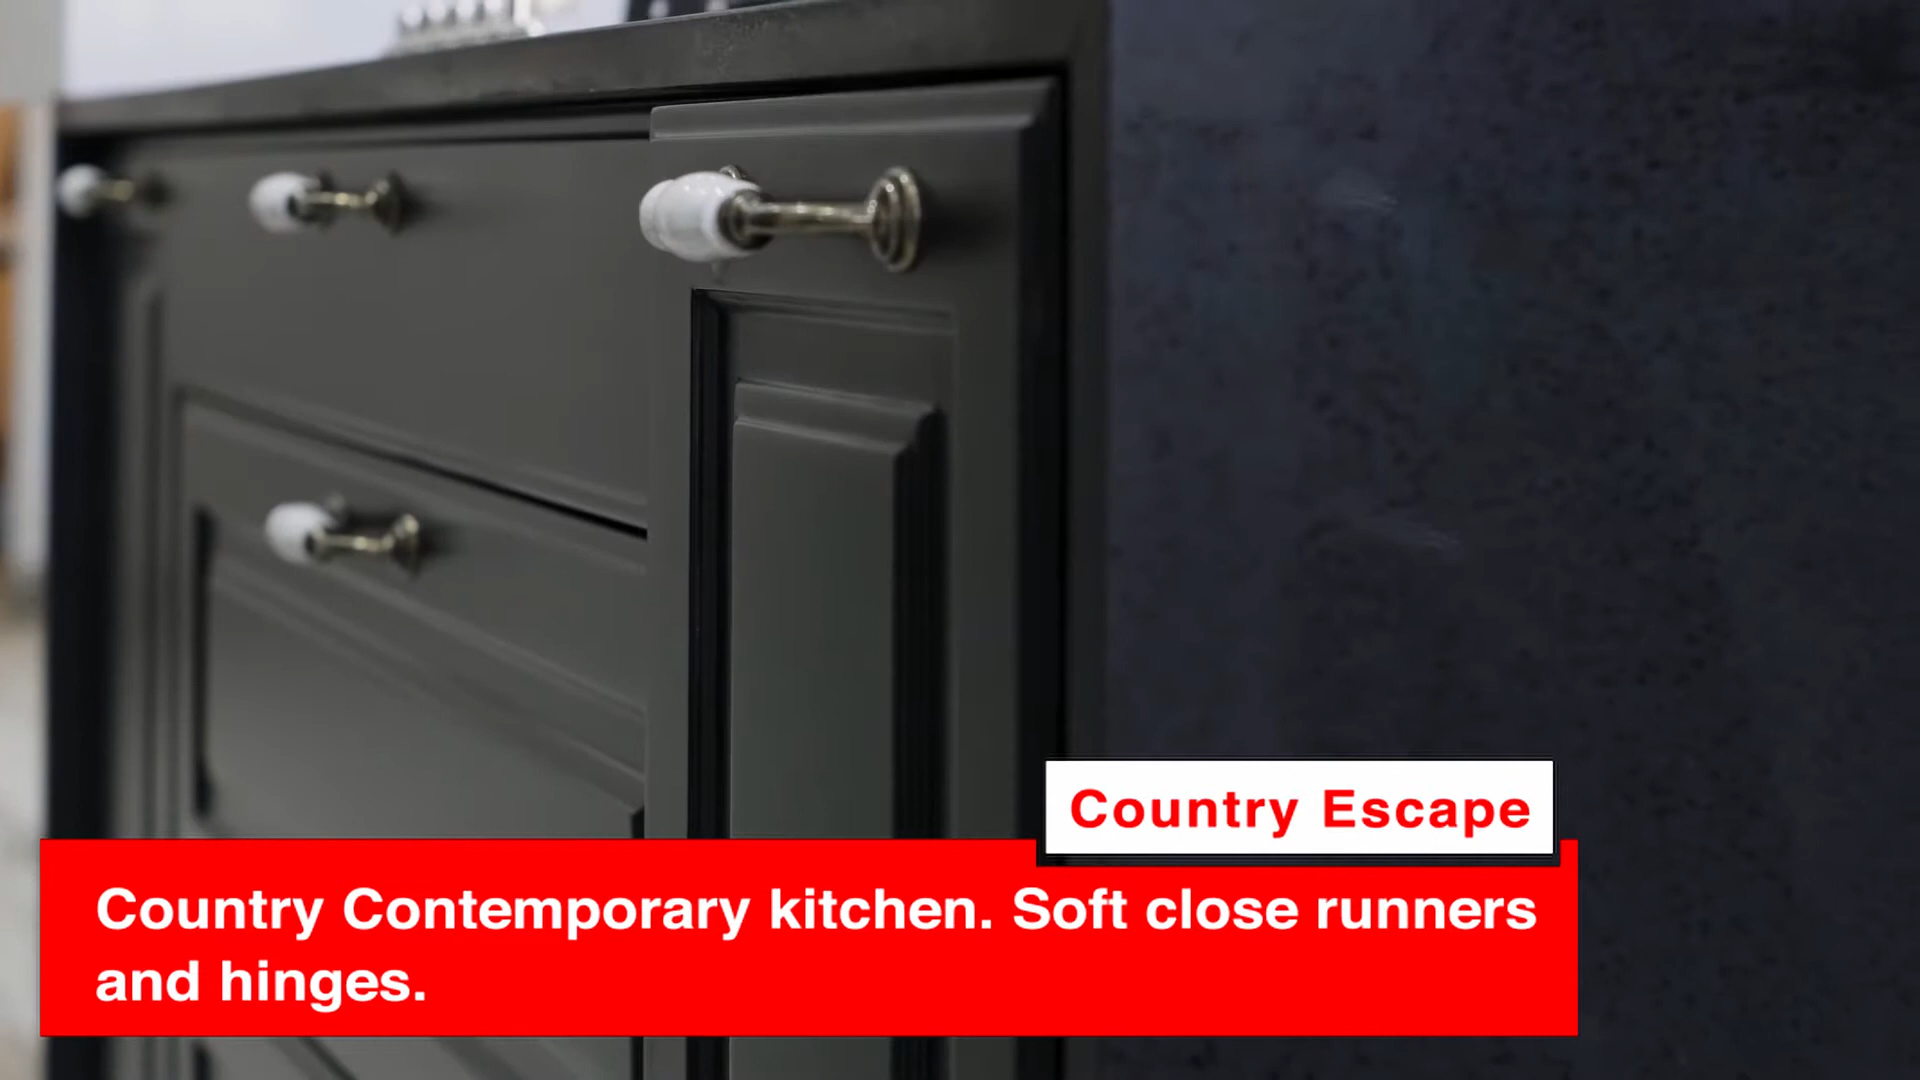 Country Escape
Country Contemporary kitchen. Soft close runners
and hinges.